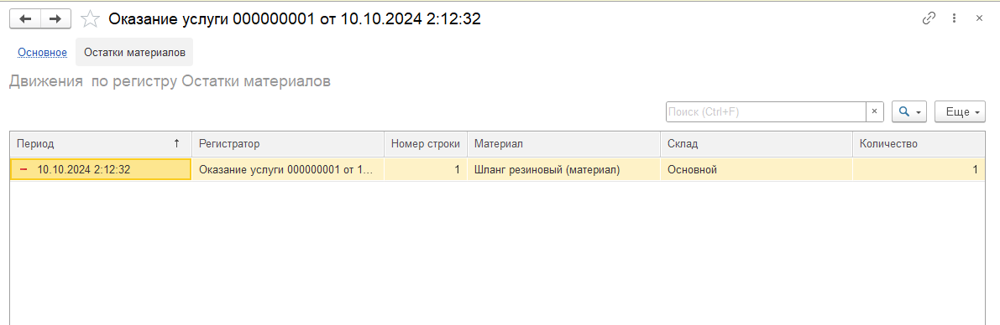 Оказание услуги 000000001 от 10.10.2024 2:12:32
Основное Остатки материалов
Движения по регистру Остатки материалов
Поиск (Ctrl+F) × Еще
Период ↑ Регистратор Номер строки Материал Склад Количество
10.10.2024 2:12:32 Оказание услуги 000000001 от 1... 1 Шланг резиновый (материал) Основной 1